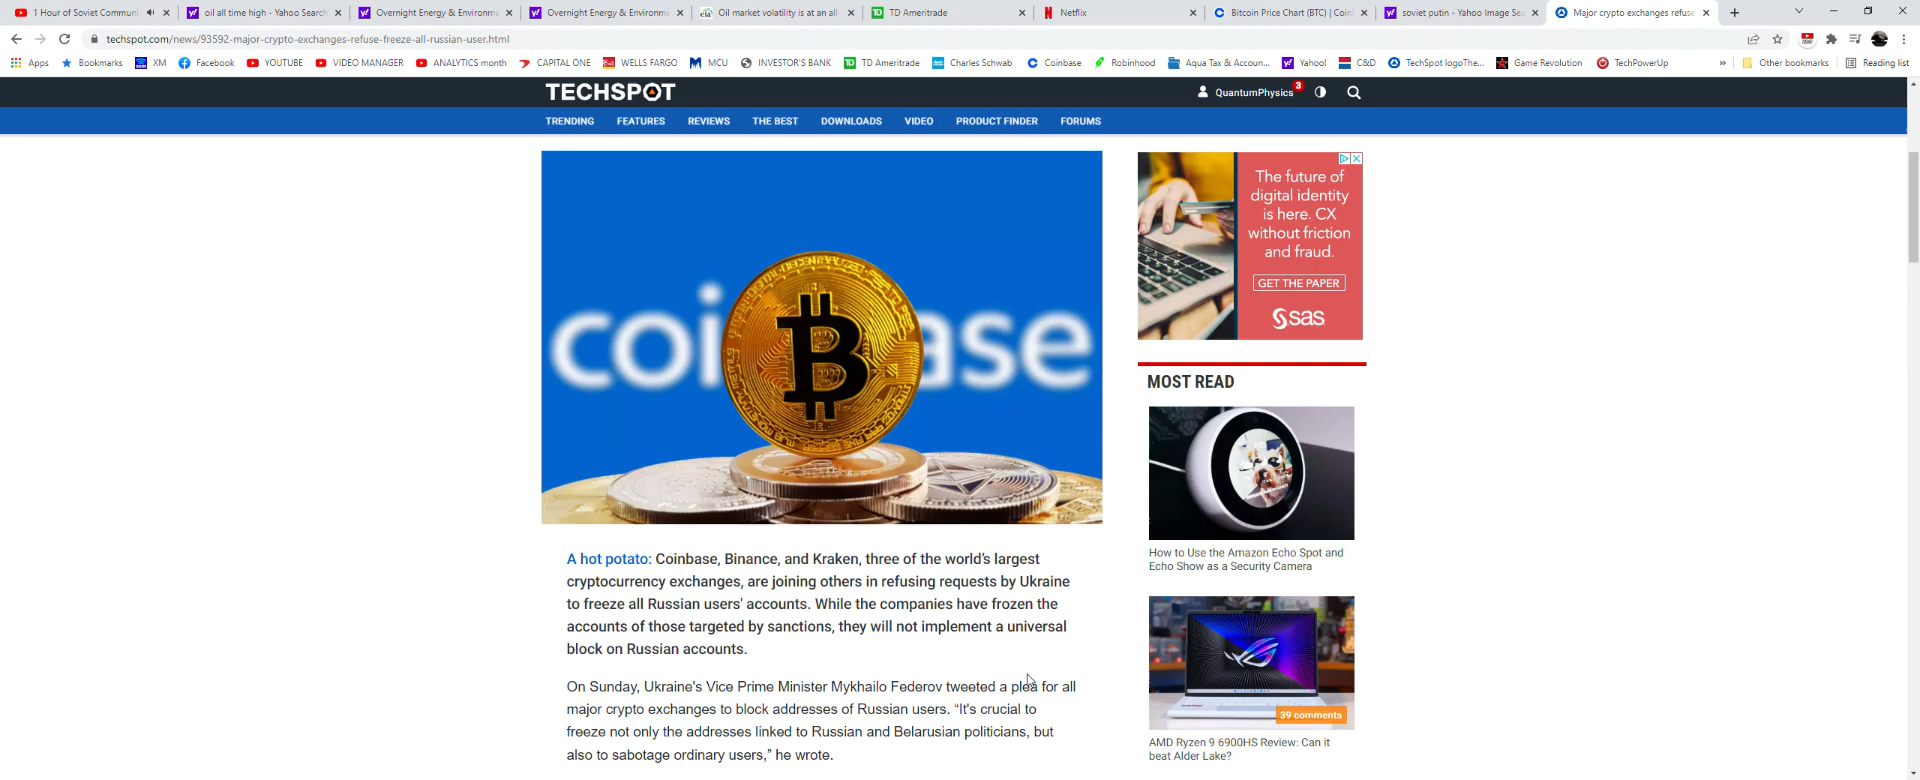 1 Hour of Soviet Communi
oil all time high - Yahoo Search
Overnight Energy & Environme
Overnight Energy & Environme
eia
Oil market volatility is at an all
TD Ameritrade
Netflix
Bitcoin Price Chart (BTC) | Coin
soviet putin - Yahoo Image Sea
Major crypto exchanges refuse
techspot.com/news/93592-major-crypto-exchanges-refuse-freeze-all-russian-user.html
Apps
Bookmarks
XM
Facebook
YOUTUBE
VIDEO MANAGER
ANALYTICS month
CAPITAL ONE
WELLS FARGO
MCU
INVESTOR'S BANK
TD Ameritrade
Charles Schwab
Coinbase
Robinhood
Aqua Tax & Accoun...
Yahoo!
C&D
TechSpot logoThe...
Game Revolution
TechPowerUp
»
Other bookmarks
Reading list
TECHSPOT
QuantumPhysics
3
TRENDING
FEATURES
REVIEWS
THE BEST
DOWNLOADS
VIDEO
PRODUCT FINDER
FORUMS
coi ase
B
A hot potato: Coinbase, Binance, and Kraken, three of the world's largest
cryptocurrency exchanges, are joining others in refusing requests by Ukraine
to freeze all Russian users' accounts. While the companies have frozen the
accounts of those targeted by sanctions, they will not implement a universal
block on Russian accounts.
On Sunday, Ukraine's Vice Prime Minister Mykhailo Federov tweeted a plea for all
major crypto exchanges to block addresses of Russian users. “It's crucial to
freeze not only the addresses linked to Russian and Belarusian politicians, but
also to sabotage ordinary users,” he wrote.
The future of
digital identity
is here. CX
without friction
and fraud.
GET THE PAPER
sas
MOST READ
How to Use the Amazon Echo Spot and
Echo Show as a Security Camera
39 comments
AMD Ryzen 9 6900HS Review: Can it
beat Alder Lake?